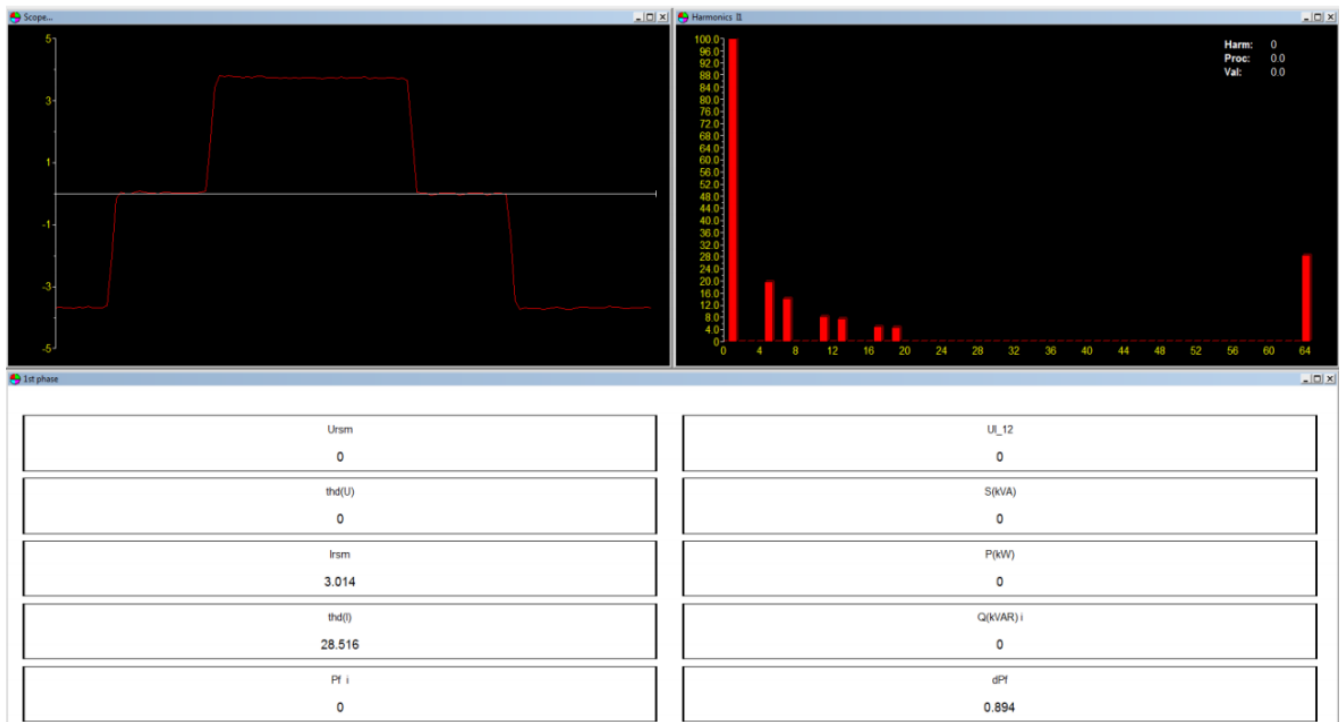 Scope...
5
3
1
-1
-3
-5
Harmonics I1
Harm: 0
Proc: 0.0
Val: 0.0
100.0
96.0
92.0
88.0
84.0
80.0
76.0
72.0
68.0
64.0
60.0
56.0
52.0
48.0
44.0
40.0
36.0
32.0
28.0
24.0
20.0
16.0
12.0
8.0
4.0
0
0 4 8 12 16 20 24 28 32 36 40 44 48 52 56 60 64
1st phase
Ursm
0
UI_12
0
thd(U)
0
S(kVA)
0
Irsm
3.014
P(kW)
0
thd(I)
28.516
Q(kVAR) i
0
Pf i
0
dPf
0.894